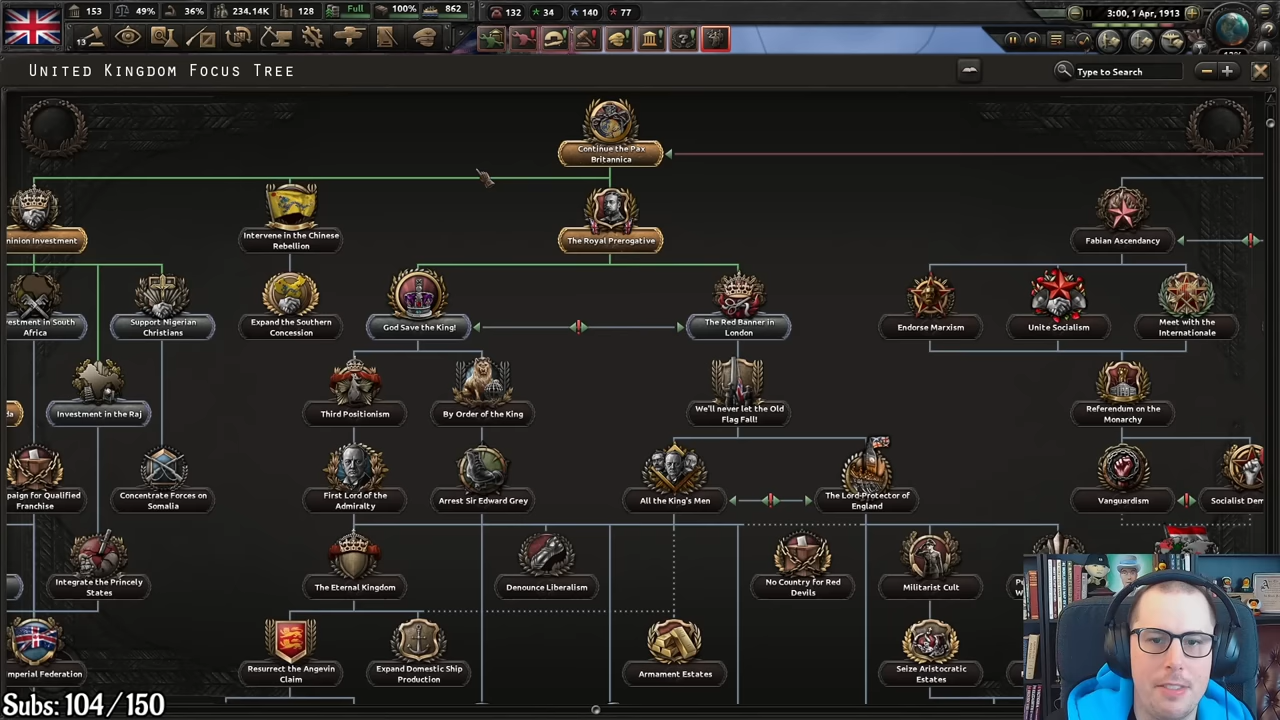 153
49%
36%
234.14K
128
Full
100%
862
132
34
140
77
3:00, 1 Apr, 1913
13
UNITED KINGDOM FOCUS TREE
Type to Search
Continue the Pax
Britannica
minion Investment
Intervene in the Chinese
Rebellion
The Royal Prerogative
Fabian Ascendancy
vestment in South
Africa
Support Nigerian
Christians
Expand the Southern
Concession
God Save the King!
The Red Banner in
London
Endorse Marxism
Unite Socialism
Meet with the
Internationale
da
Investment in the Raj
Third Positionism
By Order of the King
We'll never let the Old
Flag Fall!
Referendum on the
Monarchy
paign for Qualified
Franchise
Concentrate Forces on
Somalia
First Lord of the
Admiralty
Arrest Sir Edward Grey
All the King's Men
The Lord-Protector of
England
Vanguardism
Socialist Dem
Integrate the Princely
States
The Eternal Kingdom
Denounce Liberalism
No Country for Red
Devils
Militarist Cult
mperial Federation
Resurrect the Angevin
Claim
Expand Domestic Ship
Production
Armament Estates
Seize Aristocratic
Estates
Subs: 104/150